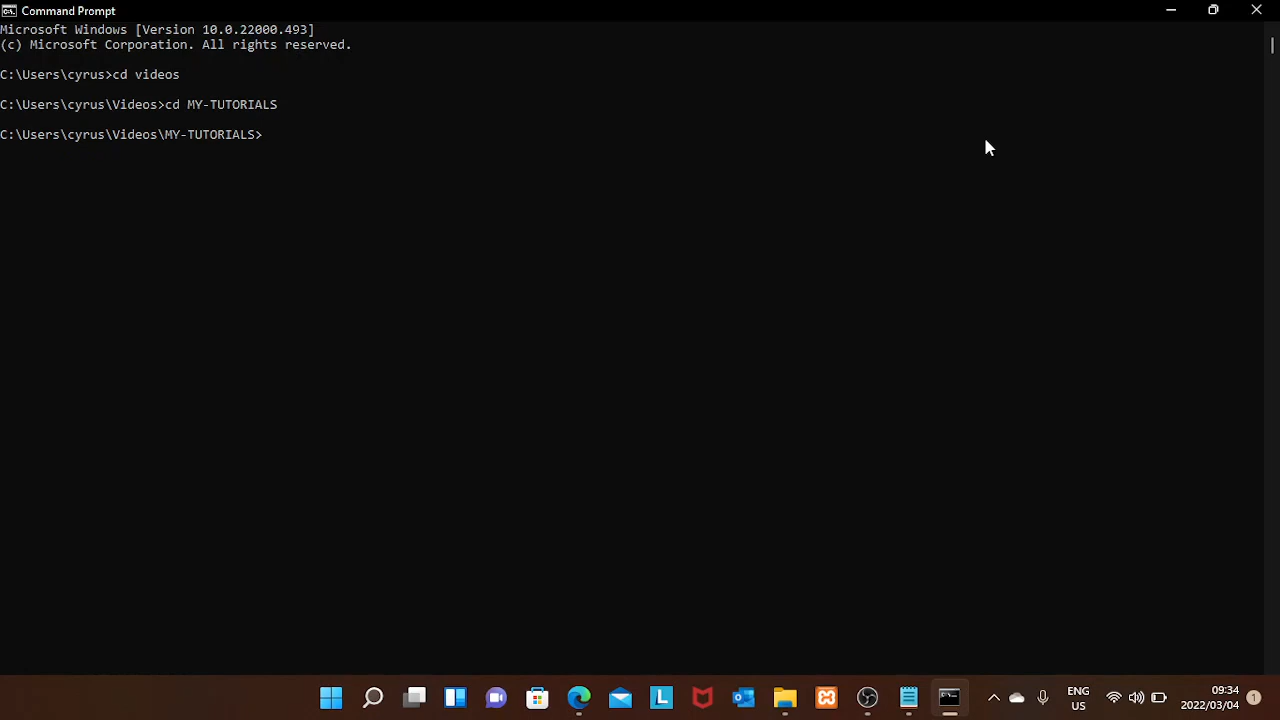 Command Prompt
Microsoft Windows [Version 10.0.22000.493]
(c) Microsoft Corporation. All rights reserved.
C:\Users\cyrus>cd videos
C:\Users\cyrus\Videos>cd MY-TUTORIALS
C:\Users\cyrus\Videos\MY-TUTORIALS>
L
ENG
US
09:34
2022/03/04
1